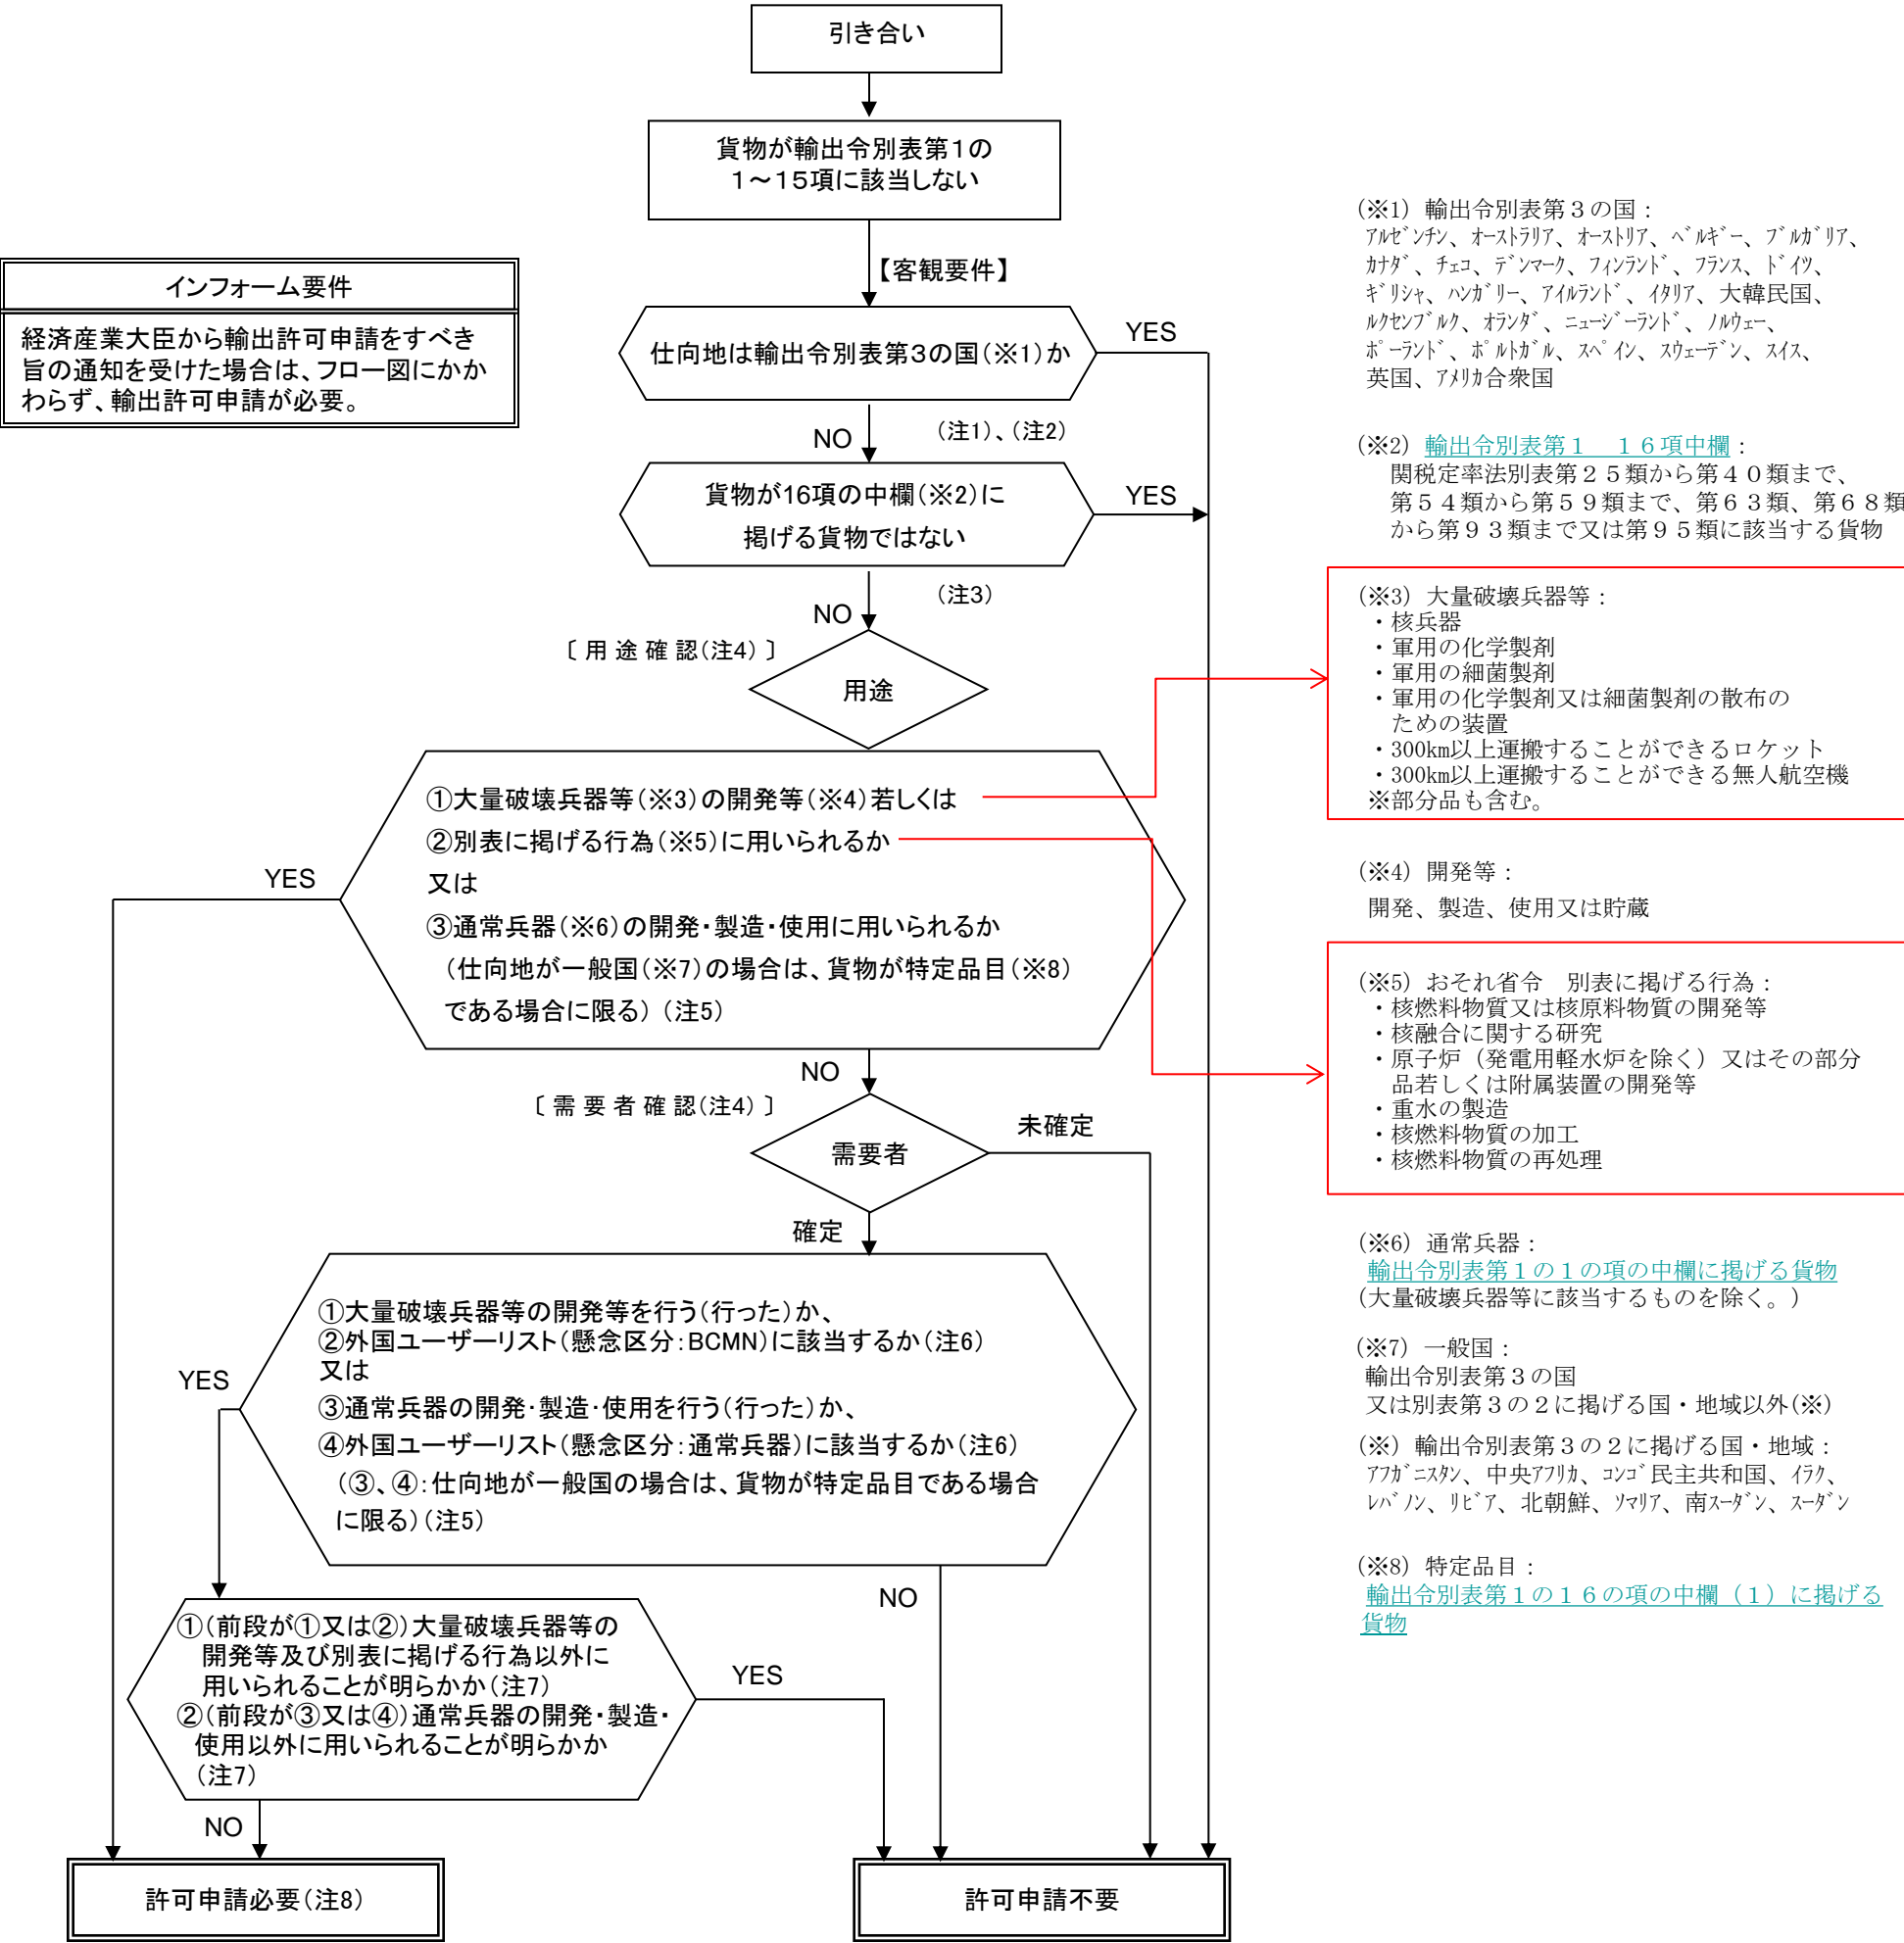 引き合い
貨物が輸出令別表第1の
1～15項に該当しない
【客観要件】
インフォーム要件
経済産業大臣から輸出許可申請をすべき
旨の通知を受けた場合は、フロー図にかか
わらず、輸出許可申請が必要。
仕向地は輸出令別表第3の国(※1)か
YES
NO
(注1)、(注2)
貨物が16項の中欄(※2)に
掲げる貨物ではない
YES
NO
(注3)
〔 用 途 確 認(注4) 〕
用途
①大量破壊兵器等(※3)の開発等(※4)若しくは
②別表に掲げる行為(※5)に用いられるか
又は
③通常兵器(※6)の開発・製造・使用に用いられるか
(仕向地が一般国(※7)の場合は、貨物が特定品目(※8)
である場合に限る) (注5)
YES
NO
〔 需 要 者 確 認(注4) 〕
需要者
未確定
確定
①大量破壊兵器等の開発等を行う(行った)か、
②外国ユーザーリスト(懸念区分:BCMN)に該当するか(注6)
又は
③通常兵器の開発・製造・使用を行う(行った)か、
④外国ユーザーリスト(懸念区分:通常兵器)に該当するか(注6)
(③、④:仕向地が一般国の場合は、貨物が特定品目である場合
に限る)(注5)
YES
NO
①(前段が①又は②)大量破壊兵器等の
開発等及び別表に掲げる行為以外に
用いられることが明らかか(注7)
②(前段が③又は④)通常兵器の開発・製造・
使用以外に用いられることが明らかか
(注7)
YES
NO
許可申請必要(注8)
許可申請不要
(※1) 輸出令別表第３の国：
ｱﾙｾﾞﾝﾁﾝ、ｵｰｽﾄﾗﾘｱ、ｵｰｽﾄﾘｱ、ﾍﾞﾙｷﾞｰ、ﾌﾞﾙｶﾞﾘｱ、
ｶﾅﾀﾞ、ﾁｪｺ、ﾃﾞﾝﾏｰｸ、ﾌｨﾝﾗﾝﾄﾞ、ﾌﾗﾝｽ、ﾄﾞｲﾂ、
ｷﾞﾘｼｬ、ﾊﾝｶﾞﾘｰ、ｱｲﾙﾗﾝﾄﾞ、ｲﾀﾘｱ、大韓民国、
ﾙｸｾﾝﾌﾞﾙｸ、ｵﾗﾝﾀﾞ、ﾆｭｰｼﾞｰﾗﾝﾄﾞ、ﾉﾙｳｪｰ、
ﾎﾟｰﾗﾝﾄﾞ、ﾎﾟﾙﾄｶﾞﾙ、ｽﾍﾟｲﾝ、ｽｳｪｰﾃﾞﾝ、ｽｲｽ、
英国、ｱﾒﾘｶ合衆国
(※2) 輸出令別表第１　１６項中欄：
関税定率法別表第２５類から第４０類まで、
第５４類から第５９類まで、第６３類、第６８類
から第９３類まで又は第９５類に該当する貨物
(※3) 大量破壊兵器等：
・核兵器
・軍用の化学製剤
・軍用の細菌製剤
・軍用の化学製剤又は細菌製剤の散布の
ための装置
・300km以上運搬することができるロケット
・300km以上運搬することができる無人航空機
※部分品も含む。
(※4) 開発等：
開発、製造、使用又は貯蔵
(※5) おそれ省令　別表に掲げる行為：
・核燃料物質又は核原料物質の開発等
・核融合に関する研究
・原子炉（発電用軽水炉を除く）又はその部分
品若しくは附属装置の開発等
・重水の製造
・核燃料物質の加工
・核燃料物質の再処理
(※6) 通常兵器：
輸出令別表第１の１の項の中欄に掲げる貨物
(大量破壊兵器等に該当するものを除く。)
(※7) 一般国：
輸出令別表第３の国
又は別表第３の２に掲げる国・地域以外(※)
(※) 輸出令別表第３の２に掲げる国・地域：
ｱﾌｶﾞﾆｽﾀﾝ、中央ｱﾌﾘｶ、ｺﾝｺﾞ民主共和国、ｲﾗｸ、
ﾚﾊﾞﾉﾝ、ﾘﾋﾞｱ、北朝鮮、ｿﾏﾘｱ、南ｽｰﾀﾞﾝ、ｽｰﾀﾞﾝ
(※8) 特定品目：
輸出令別表第１の１６の項の中欄（１）に掲げる
貨物